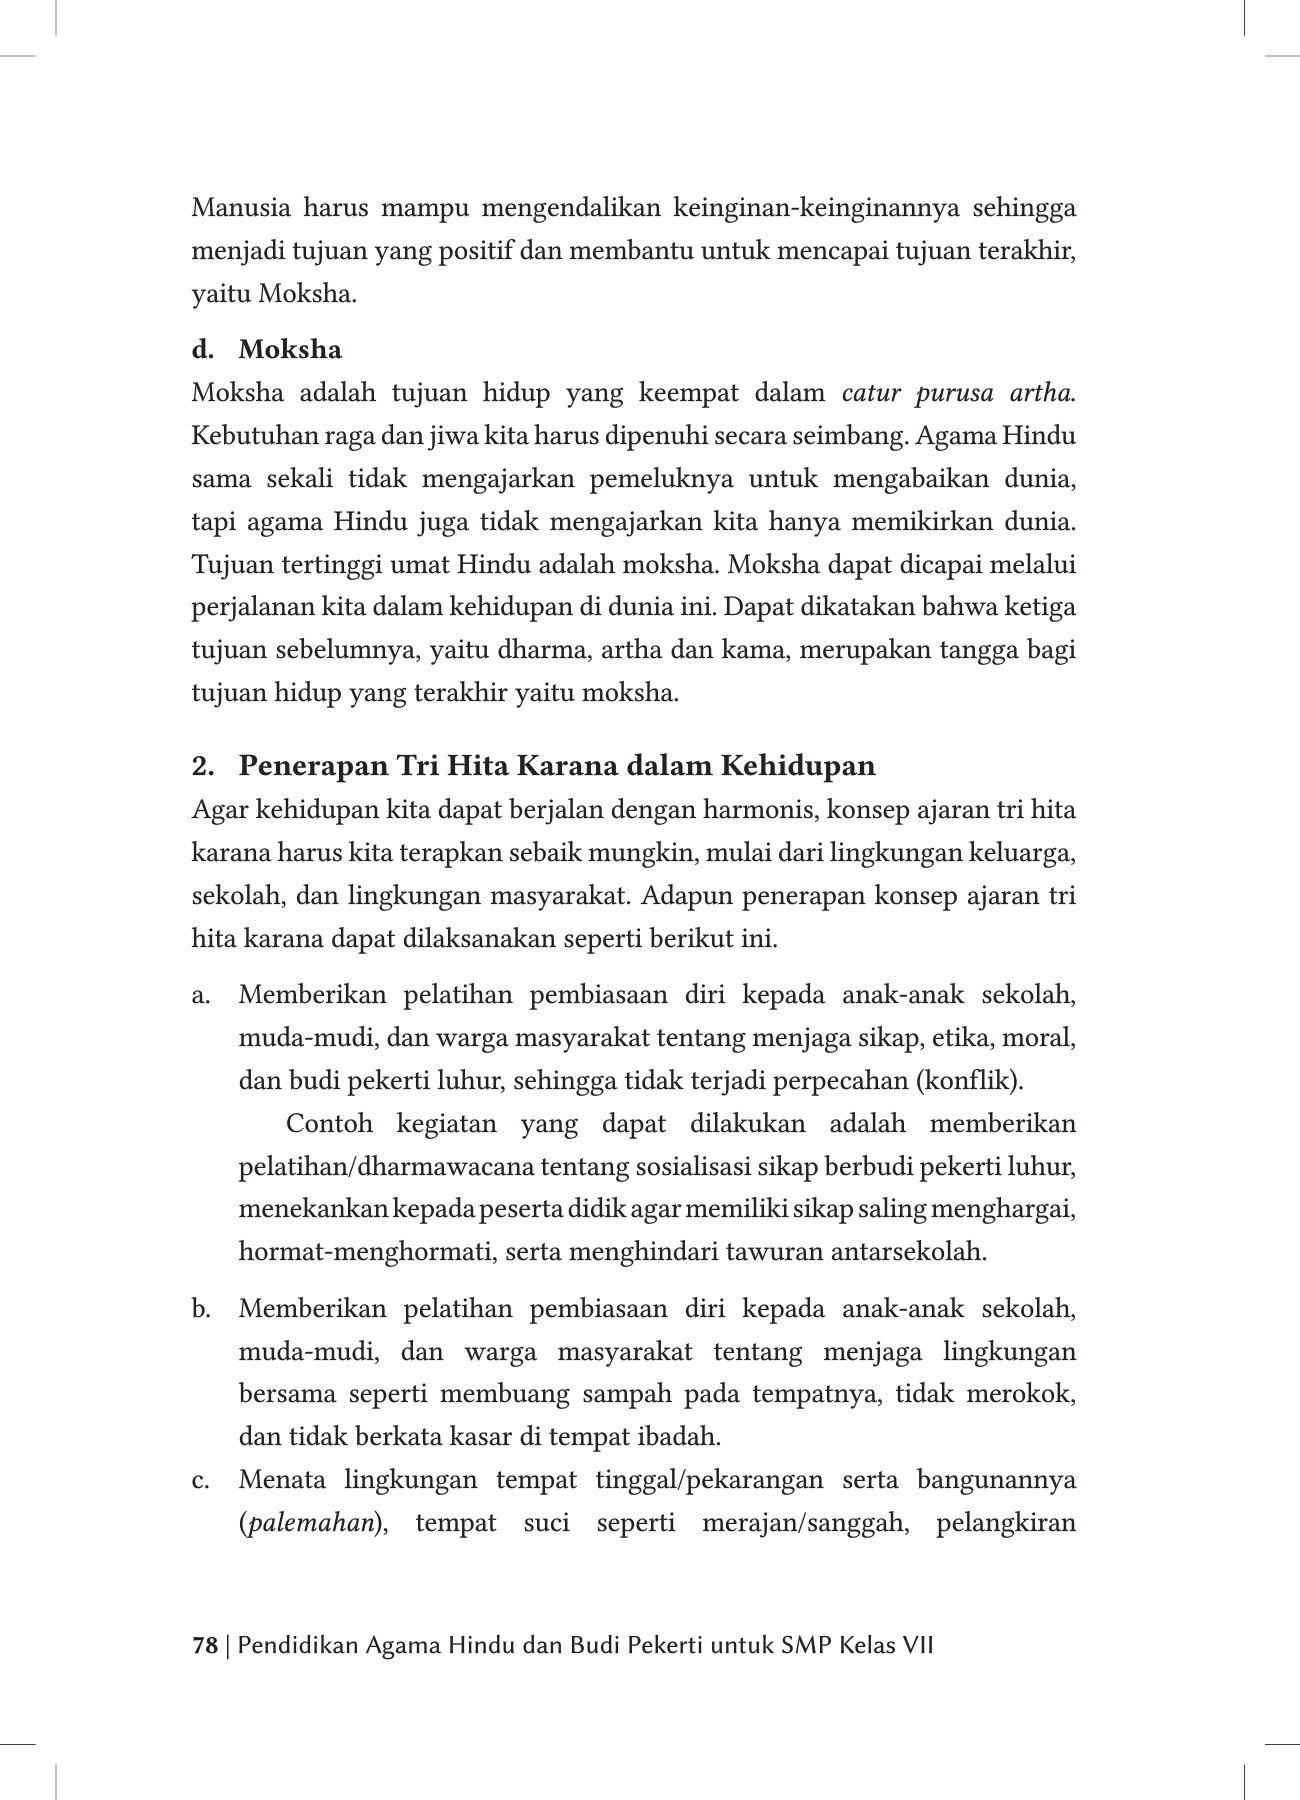 Manusia harus mampu mengendalikan keinginan-keinginannya sehingga
menjadi tujuan yang positif dan membantu untuk mencapai tujuan terakhir,
yaitu Moksha.
d. Moksha
Moksha adalah tujuan hidup yang keempat dalam catur purusa artha.
Kebutuhan raga dan jiwa kita harus dipenuhi secara seimbang. Agama Hindu
sama sekali tidak mengajarkan pemeluknya untuk mengabaikan dunia,
tapi agama Hindu juga tidak mengajarkan kita hanya memikirkan dunia.
Tujuan tertinggi umat Hindu adalah moksha. Moksha dapat dicapai melalui
perjalanan kita dalam kehidupan di dunia ini. Dapat dikatakan bahwa ketiga
tujuan sebelumnya, yaitu dharma, artha dan kama, merupakan tangga bagi
tujuan hidup yang terakhir yaitu moksha.
2. Penerapan Tri Hita Karana dalam Kehidupan
Agar kehidupan kita dapat berjalan dengan harmonis, konsep ajaran tri hita
karana harus kita terapkan sebaik mungkin, mulai dari lingkungan keluarga,
sekolah, dan lingkungan masyarakat. Adapun penerapan konsep ajaran tri
hita karana dapat dilaksanakan seperti berikut ini.
a. Memberikan pelatihan pembiasaan diri kepada anak-anak sekolah,
muda-mudi, dan warga masyarakat tentang menjaga sikap, etika, moral,
dan budi pekerti luhur, sehingga tidak terjadi perpecahan (konflik).
Contoh kegiatan yang dapat dilakukan adalah memberikan
pelatihan/dharmawacana tentang sosialisasi sikap berbudi pekerti luhur,
menekankan kepada peserta didik agar memiliki sikap saling menghargai,
hormat-menghormati, serta menghindari tawuran antarsekolah.
b. Memberikan pelatihan pembiasaan diri kepada anak-anak sekolah,
muda-mudi, dan warga masyarakat tentang menjaga lingkungan
bersama seperti membuang sampah pada tempatnya, tidak merokok,
dan tidak berkata kasar di tempat ibadah.
c. Menata lingkungan tempat tinggal/pekarangan serta bangunannya
(palemahan), tempat suci seperti merajan/sanggah, pelangkiran
78 | Pendidikan Agama Hindu dan Budi Pekerti untuk SMP Kelas VII